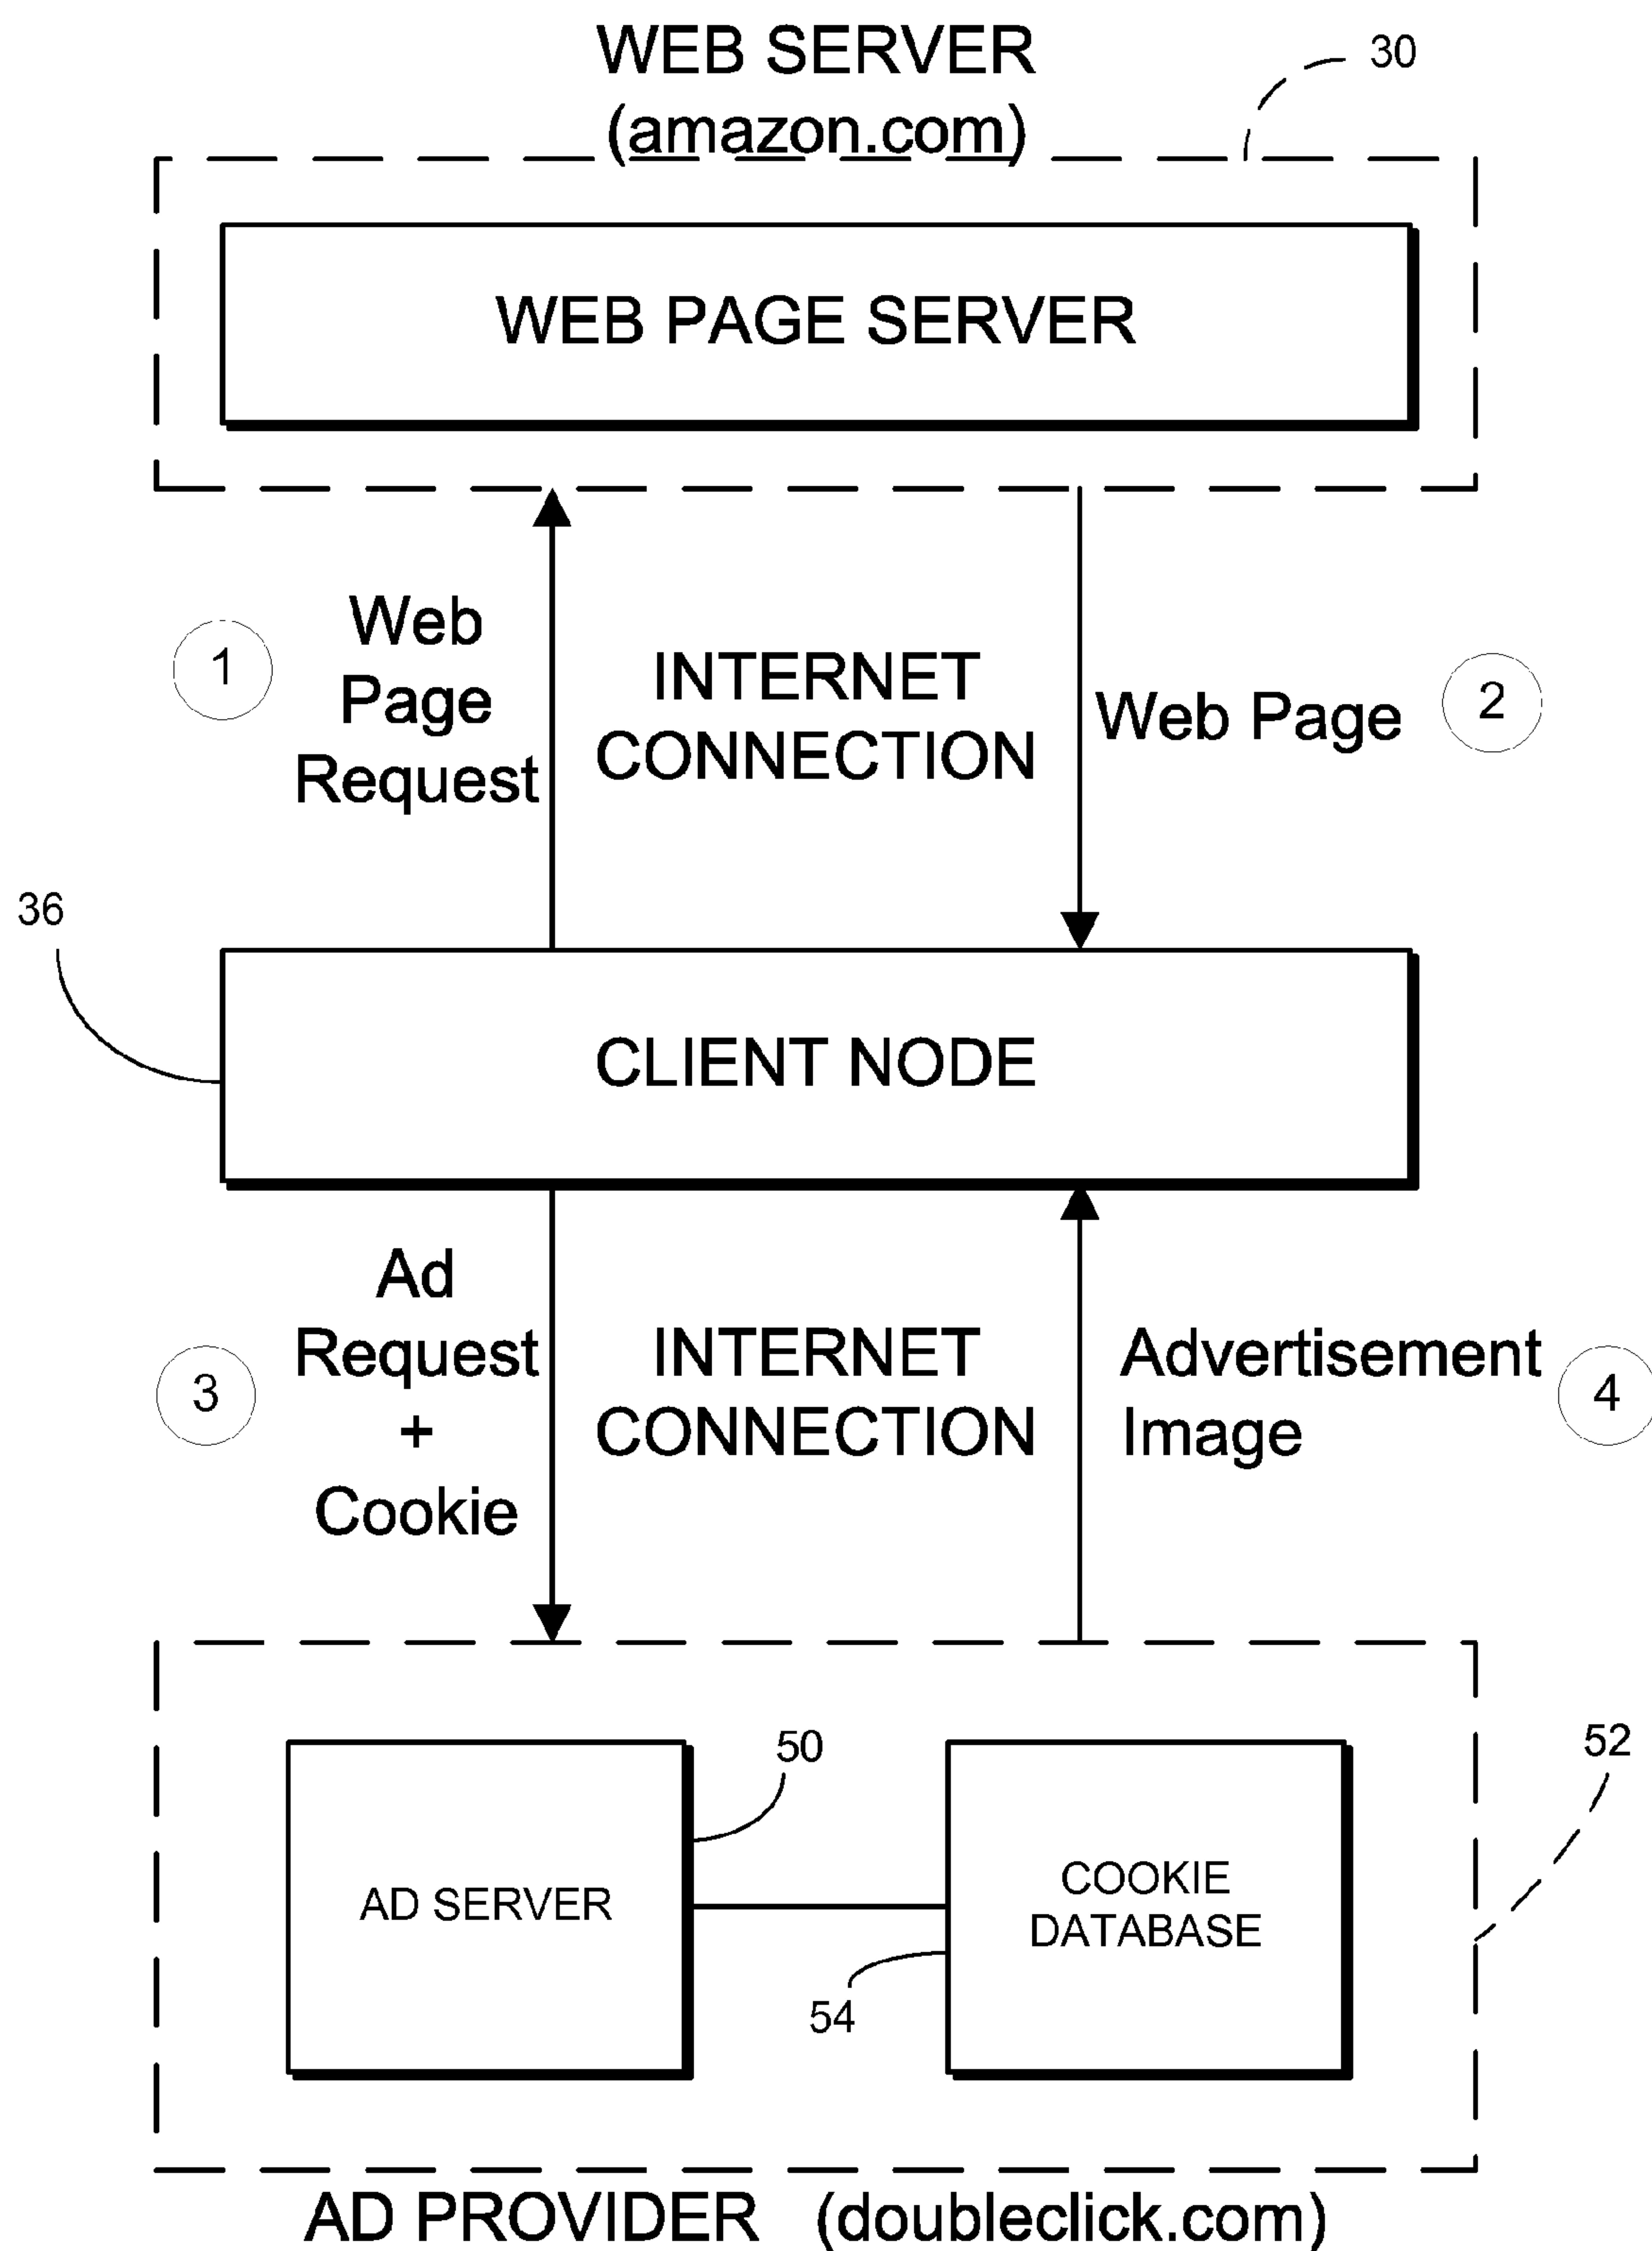 WEB SERVER
(amazon.com)
30
WEB PAGE SERVER
1
Web
Page
Request
INTERNET
CONNECTION
Web Page
2
36
CLIENT NODE
3
Ad
Request
+
Cookie
INTERNET
CONNECTION
Advertisement
Image
4
50
52
AD SERVER
COOKIE
DATABASE
54
AD PROVIDER (doubleclick.com)